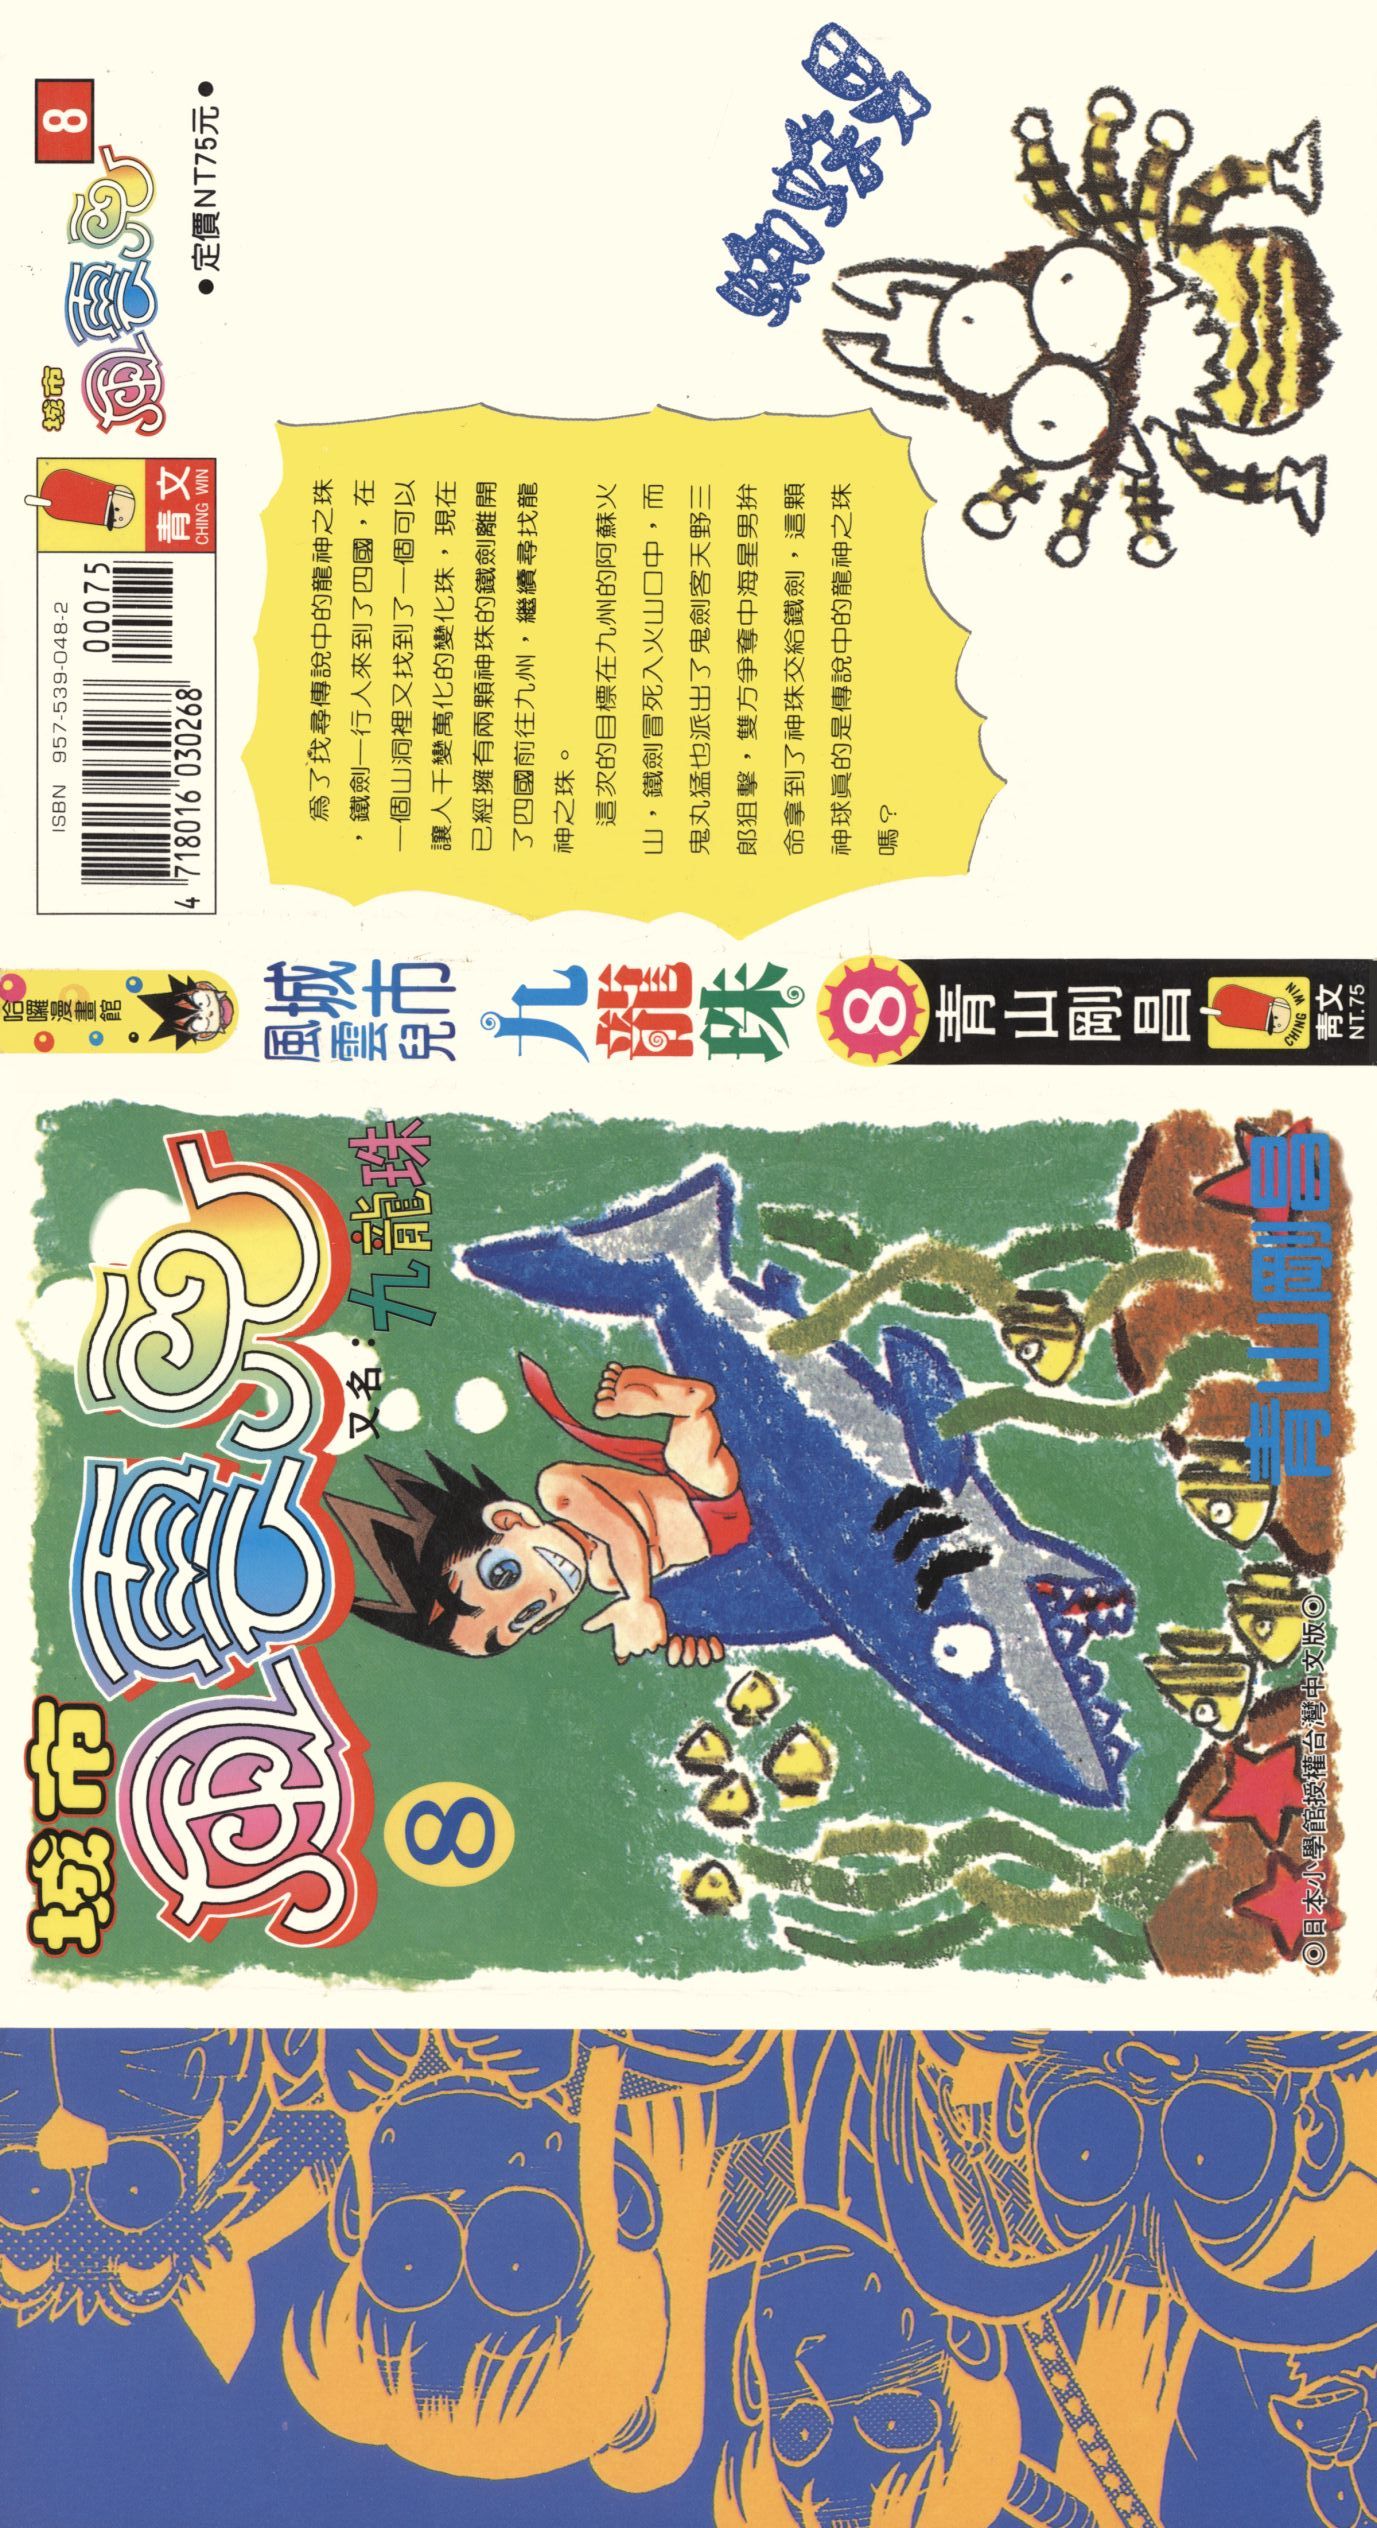 城市
風雲兒
8
又名：九龍珠
青山剛昌
◎日本小學館授權台灣中文版◎
哈囉漫畫館
城市
風雲兒
九龍珠
8
青山剛昌
CHING WIN
青文
NT.75
城市
風雲兒
8
●定價NT75元●
青文
CHING WIN
ISBN 957-539-048-2
00075
4 718016 030268
為了找尋傳說中的龍神之珠
，鐵劍一行人來到了四國，在
一個山洞裡又找到了一個可以
讓人千變萬化的變化珠，現在
已經擁有兩顆神珠的鐵劍離開
了四國前往九州，繼續尋找龍
神之珠。
這次的目標在九州的阿蘇火
山，鐵劍冒死入火山口中，而
鬼丸猛也派出了鬼劍客天野三
郎狙擊，雙方爭奪中海星男拚
命拿到了神珠交給鐵劍，這顆
神球真的是傳說中的龍神之珠
嗎？
蜘蛛男